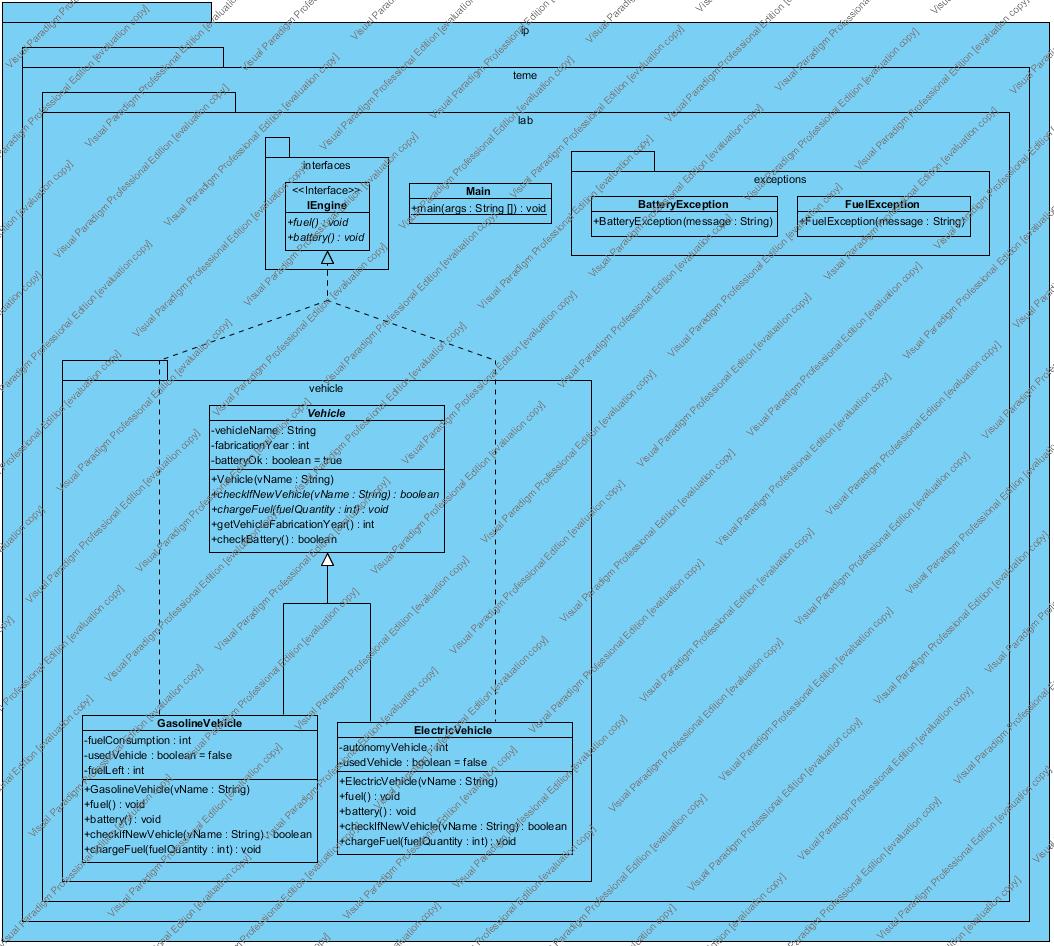 ip
teme
lab
interfaces
<<Interface>>
IEngine
+fuel() : void
+battery() : void
Main
+main(args : String []) : void
exceptions
BatteryException
+BatteryException(message : String)
FuelException
+FuelException(message : String)
vehicle
Vehicle
-vehicleName : String
-fabricationYear : int
-batteryOk : boolean = true
+Vehicle(vName : String)
+checkIfNewVehicle(vName : String) : boolean
+chargeFuel(fuelQuantity : int) : void
+getVehicleFabricationYear() : int
+checkBattery() : boolean
GasolineVehicle
-fuelConsumption : int
-usedVehicle : boolean = false
-fuelLeft : int
+GasolineVehicle(vName : String)
+fuel() : void
+battery() : void
+checkIfNewVehicle(vName : String) : boolean
+chargeFuel(fuelQuantity : int) : void
ElectricVehicle
-autonomyVehicle : int
-usedVehicle : boolean = false
+ElectricVehicle(vName : String)
+fuel() : void
+battery() : void
+checkIfNewVehicle(vName : String) : boolean
+chargeFuel(fuelQuantity : int) : void
Visual Paradigm Professional Edition [evaluation copy]